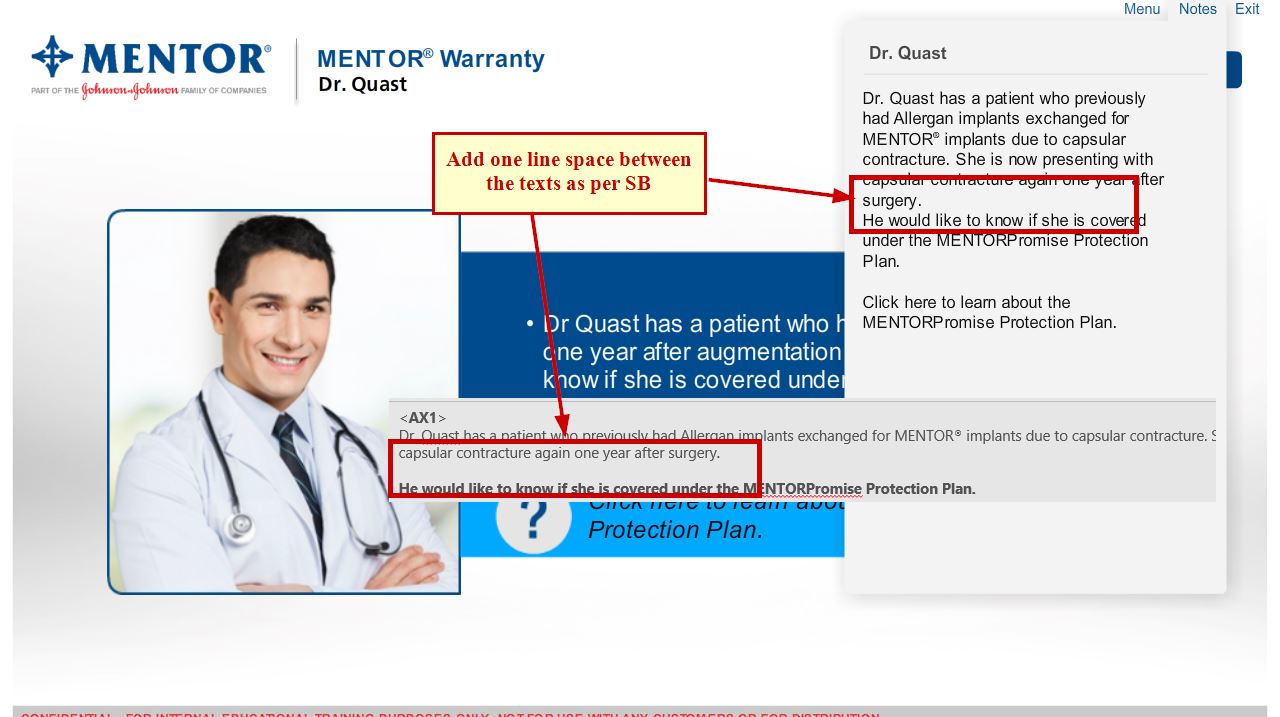 Menu Notes Exit
MENTOR®
PART OF THE Johnson-Johnson FAMILY OF COMPANIES
MENTOR® Warranty
Dr. Quast
Dr. Quast
Dr. Quast has a patient who previously
had Allergan implants exchanged for
MENTOR® implants due to capsular
contracture. She is now presenting with
capsular contracture again one year after
surgery.
He would like to know if she is covered
under the MENTORPromise Protection
Plan.
Click here to learn about the
MENTORPromise Protection Plan.
Add one line space between
the texts as per SB
• Dr Quast has a patient who
one year after augmentation
know if she is covered under
<AX1>
Dr. Quast has a patient who previously had Allergan implants exchanged for MENTOR® implants due to capsular contracture.
capsular contracture again one year after surgery.
He would like to know if she is covered under the MENTORPromise Protection Plan.
?
Click here to learn about
Protection Plan.
CONFIDENTIAL - FOR INTERNAL EDUCATIONAL TRAINING PURPOSES ONLY. NOT FOR USE WITH ANY CUSTOMERS OR FOR DISTRIBUTION